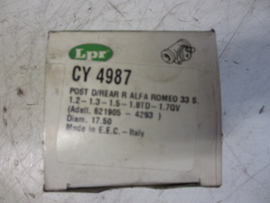 Lpr
CY 4987
POST D/REAR R ALFA ROMEO 33 S.
1.2-1.3-1.5-1.8TD-1.7QV
(Adatt. 621905 - 4293 )
Diam. 17.50
Made in E.E.C. - Italy